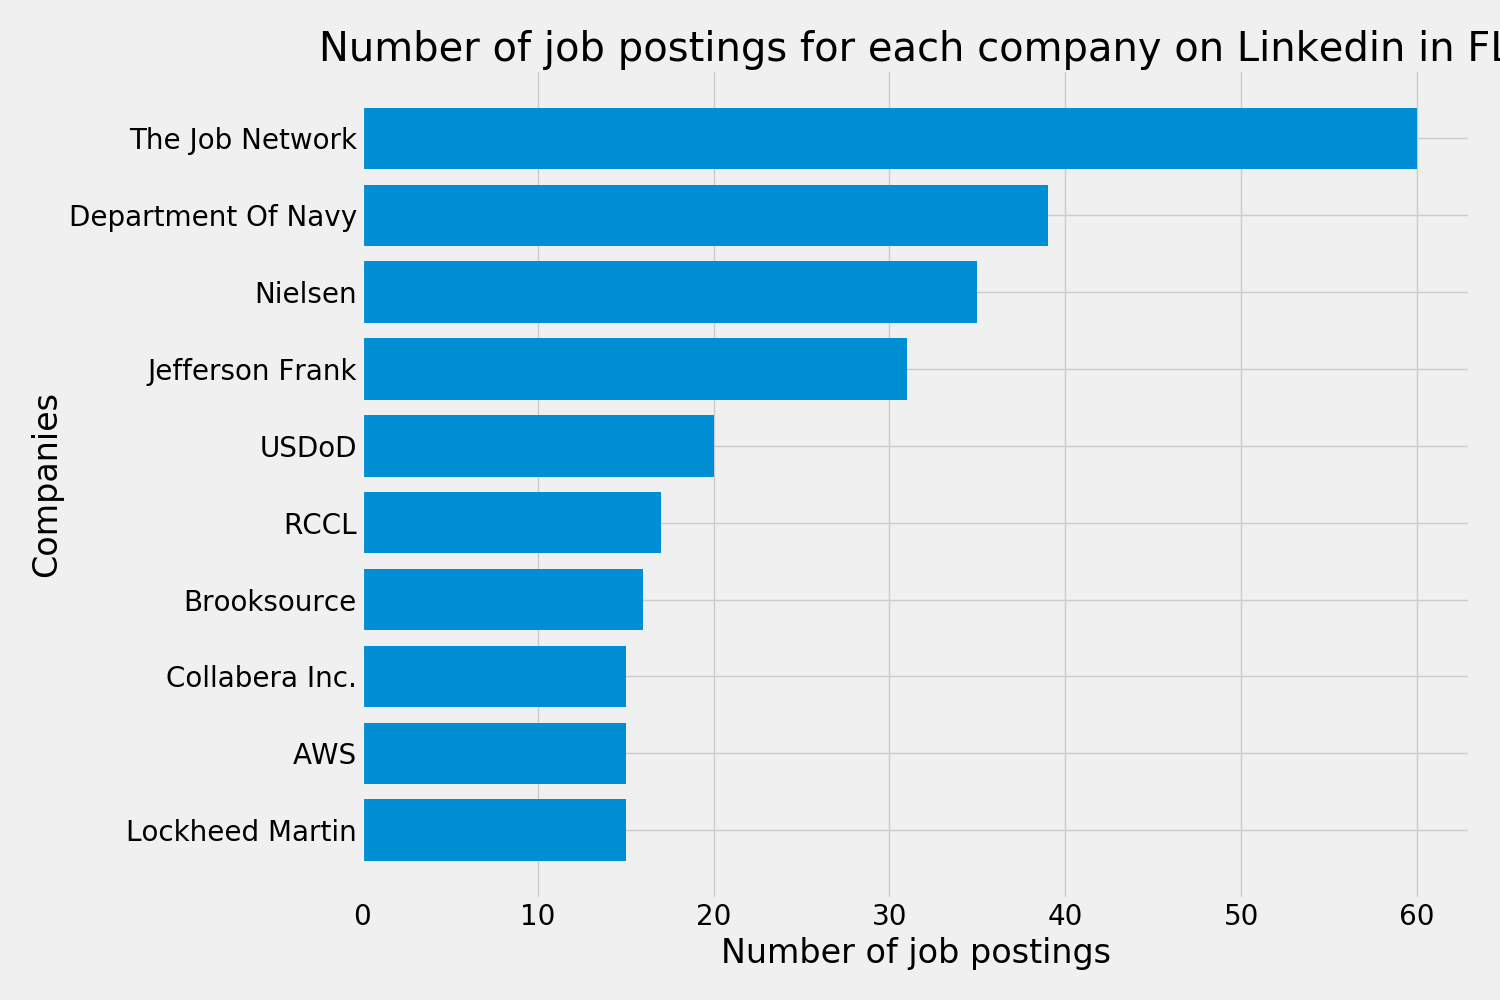 Number of job postings for each company on Linkedin in FL
The Job Network
Department Of Navy
Nielsen
Jefferson Frank
USDoD
RCCL
Brooksource
Collabera Inc.
AWS
Lockheed Martin
Companies
0 10 20 30 40 50 60
Number of job postings